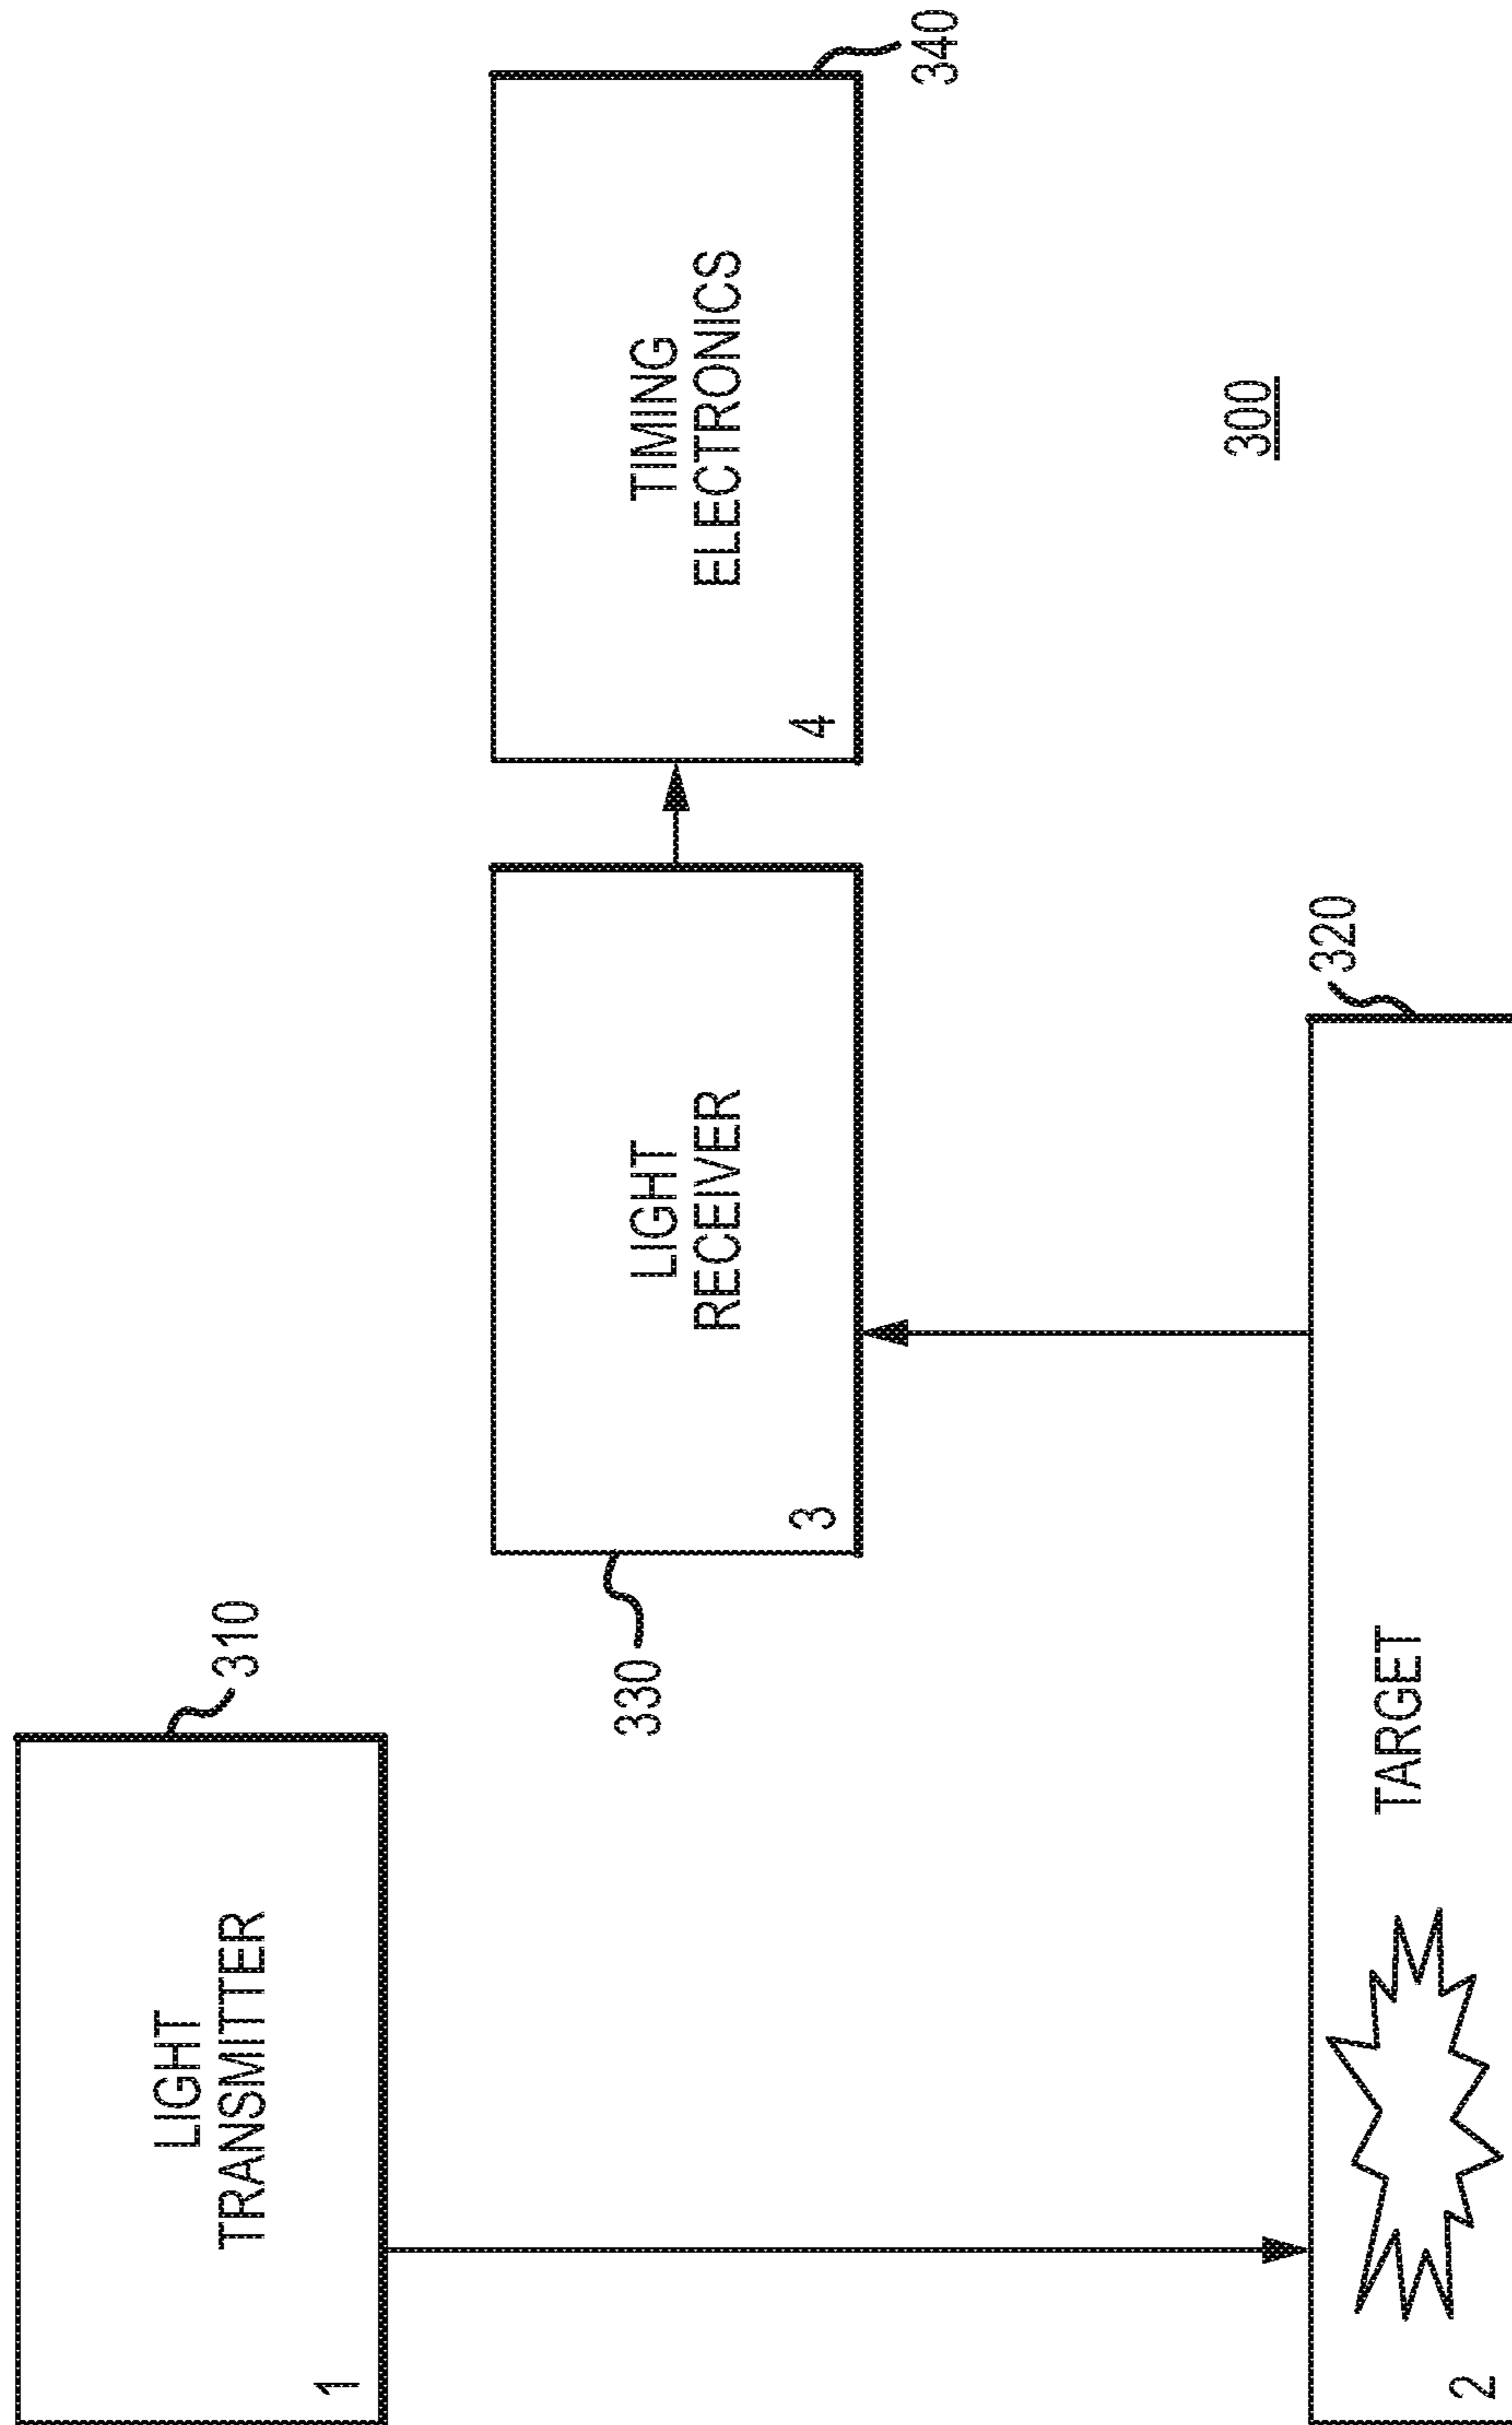 LIGHT
TRANSMITTER
1
310
LIGHT
RECEIVER
3
330
TIMING
ELECTRONICS
4
340
TARGET
2
320
300